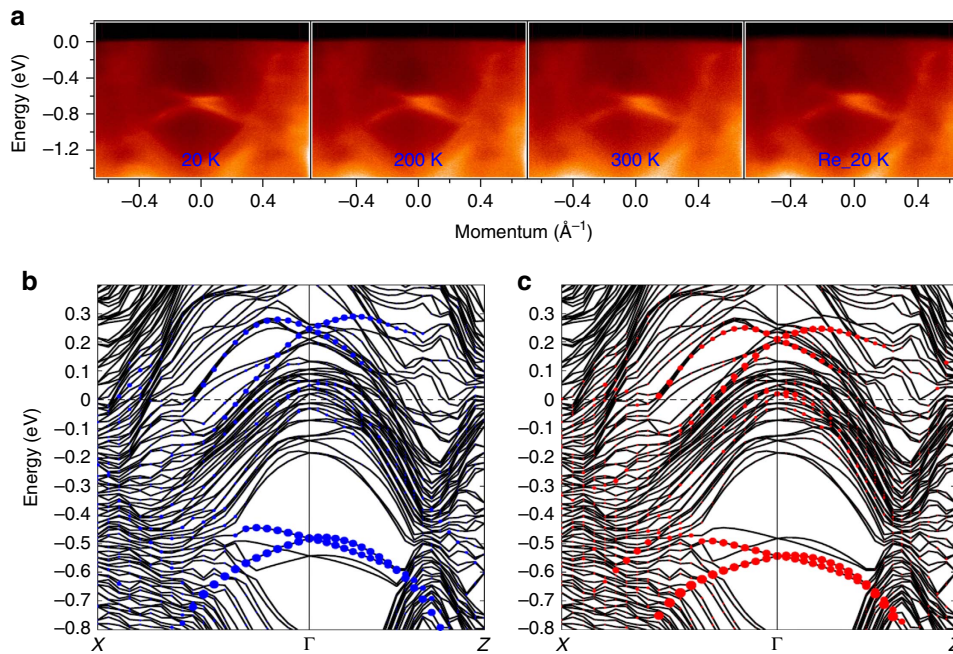 a
Energy (eV)
0.0
−0.4
−0.8
−1.2
20 K
200 K
300 K
Re_20 K
−0.4 0.0 0.4 −0.4 0.0 0.4 −0.4 0.0 0.4 −0.4 0.0 0.4
Momentum (Å⁻¹)
b
Energy (eV)
0.3
0.2
0.1
0
−0.1
−0.2
−0.3
−0.4
−0.5
−0.6
−0.7
−0.8
X Γ Z
c
Energy (eV)
0.3
0.2
0.1
0
−0.1
−0.2
−0.3
−0.4
−0.5
−0.6
−0.7
−0.8
X Γ Z